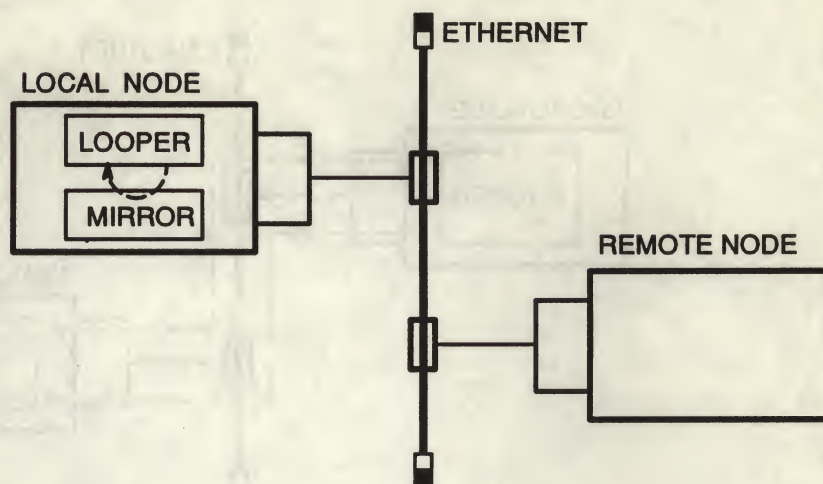 ETHERNET
LOCAL NODE
LOOPER
MIRROR
REMOTE NODE